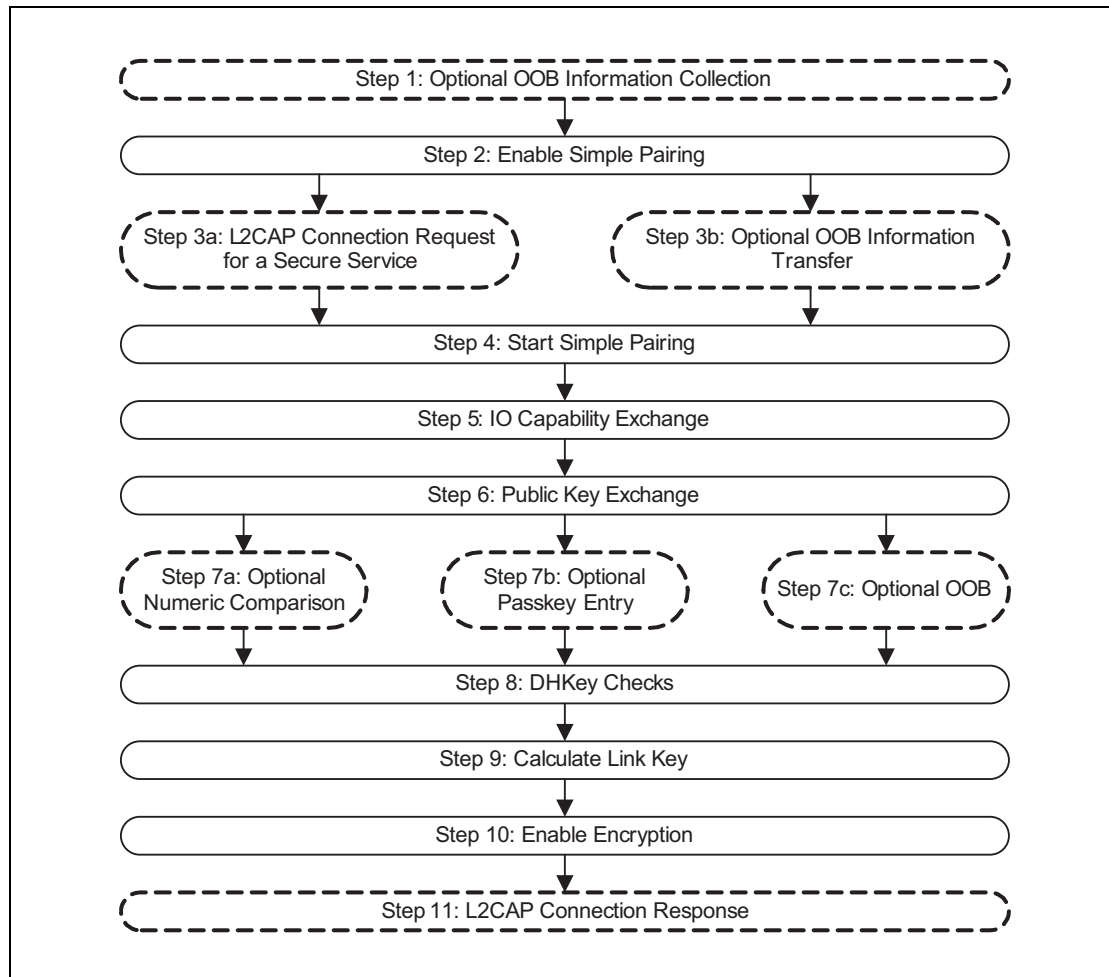 Step 1: Optional OOB Information Collection
Step 2: Enable Simple Pairing
Step 3a: L2CAP Connection Request
for a Secure Service
Step 3b: Optional OOB Information
Transfer
Step 4: Start Simple Pairing
Step 5: IO Capability Exchange
Step 6: Public Key Exchange
Step 7a: Optional
Numeric Comparison
Step 7b: Optional
Passkey Entry
Step 7c: Optional OOB
Step 8: DHKey Checks
Step 9: Calculate Link Key
Step 10: Enable Encryption
Step 11: L2CAP Connection Response